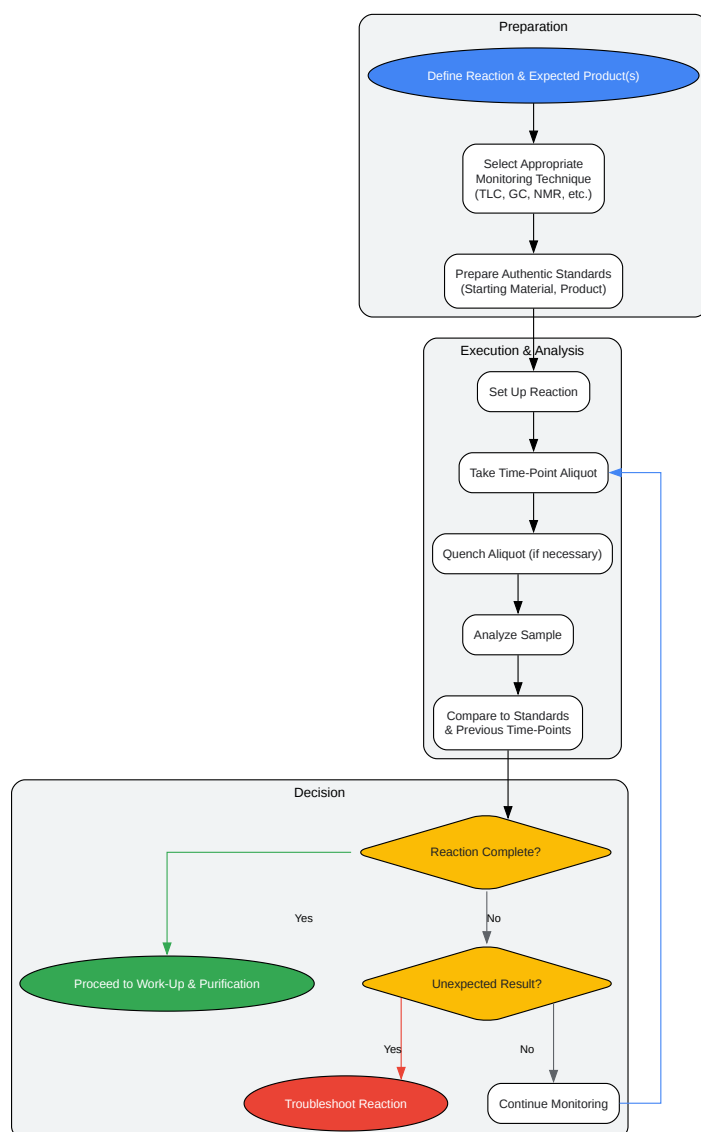 Preparation
Define Reaction & Expected Product(s)
Select Appropriate
Monitoring Technique
(TLC, GC, NMR, etc.)
Prepare Authentic Standards
(Starting Material, Product)
Execution & Analysis
Set Up Reaction
Take Time-Point Aliquot
Quench Aliquot (if necessary)
Analyze Sample
Compare to Standards
& Previous Time-Points
Decision
Reaction Complete?
Yes
No
Proceed to Work-Up & Purification
Unexpected Result?
Yes
No
Troubleshoot Reaction
Continue Monitoring